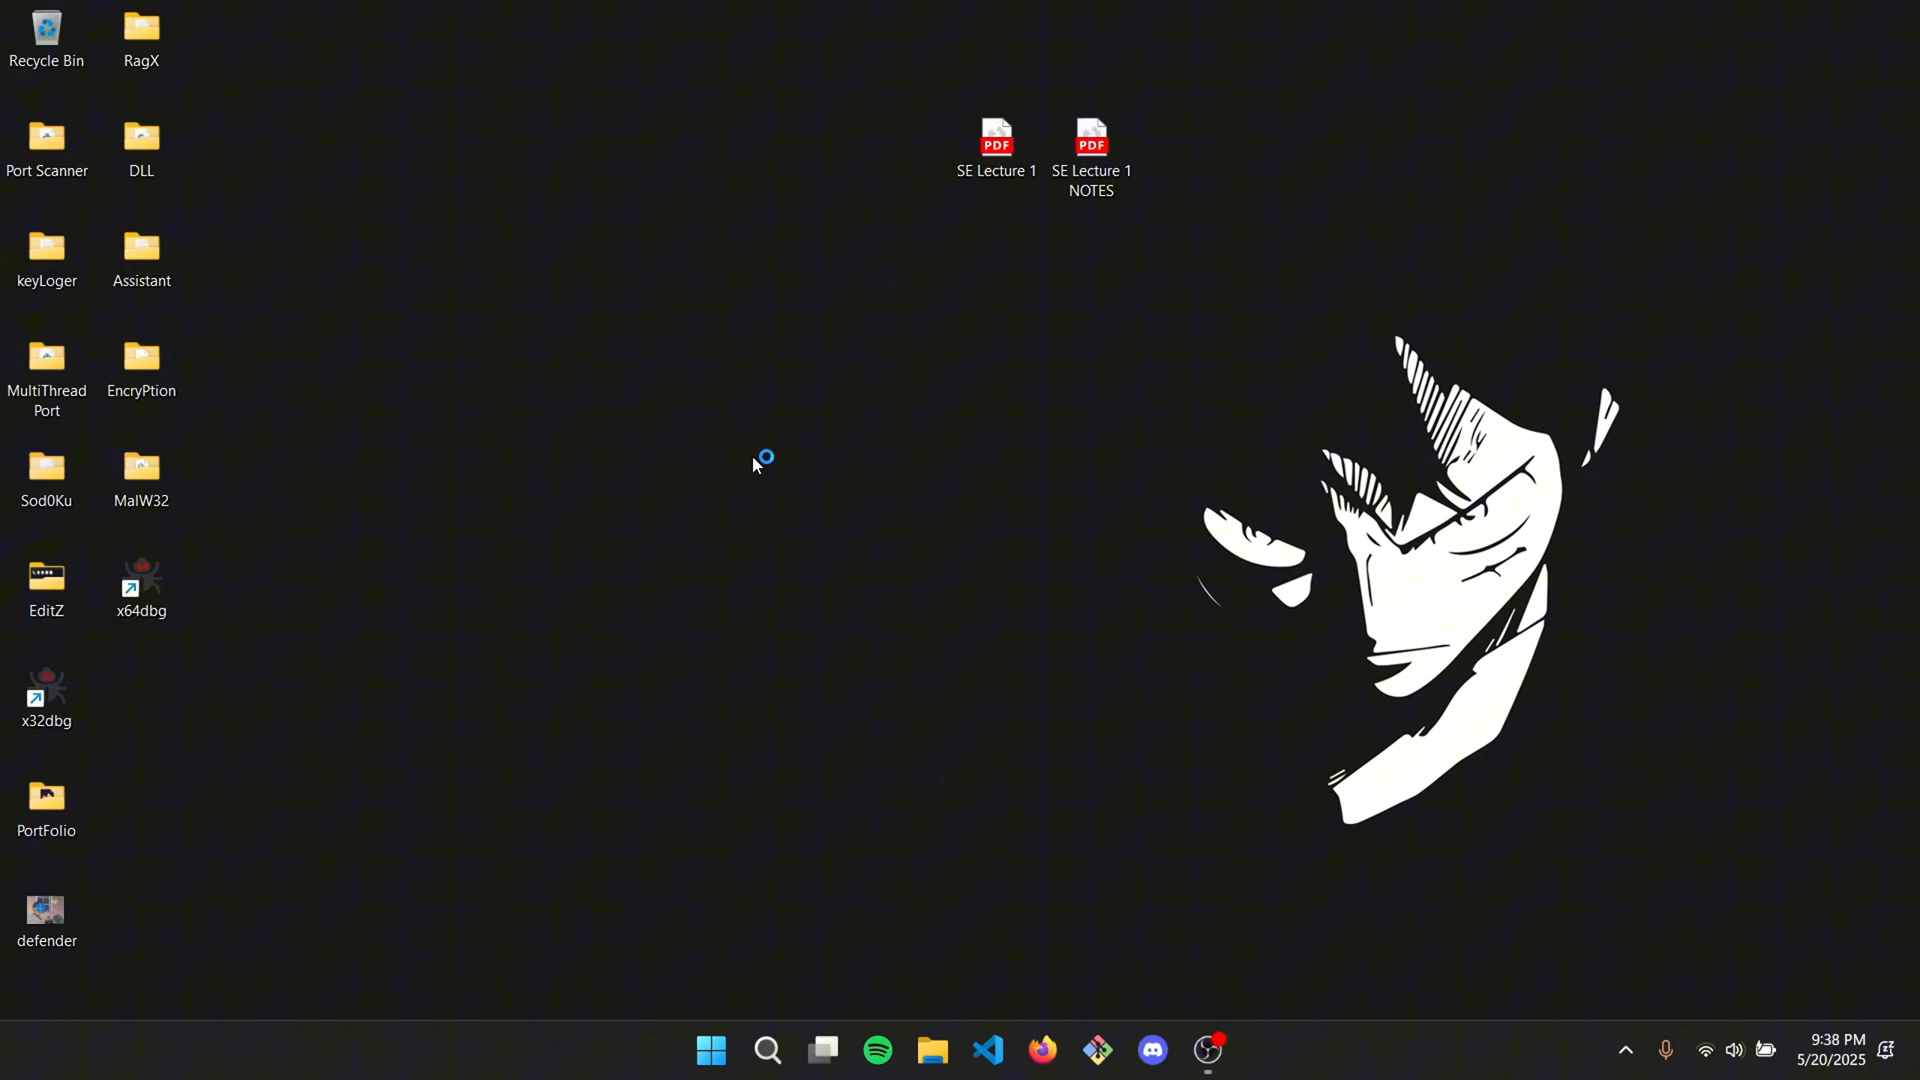 Recycle Bin
RagX
Port Scanner
DLL
PDF
SE Lecture 1
PDF
SE Lecture 1
NOTES
keyLoger
Assistant
MultiThread
Port
EncryPtion
Sod0Ku
MalW32
EditZ
x64dbg
x32dbg
PortFolio
defender
9:38 PM
5/20/2025